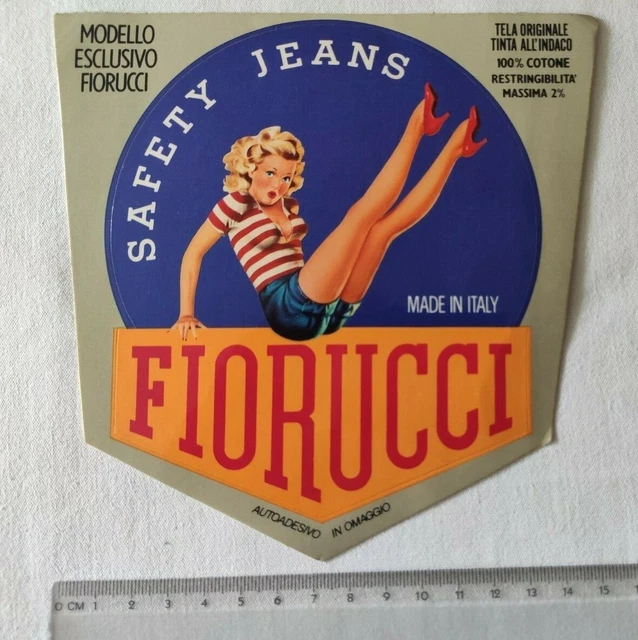 MODELLO
ESCLUSIVO
FIORUCCI
TELA ORIGINALE
TINTA ALL'INDACO
100% COTONE
RESTRINGIBILITA'
MASSIMA 2%
SAFETY JEANS
MADE IN ITALY
FIORUCCI
AUTOADESIVO IN OMAGGIO
0 CM 1 2 3 4 5 6 7 8 9 10 11 12 13 14 15